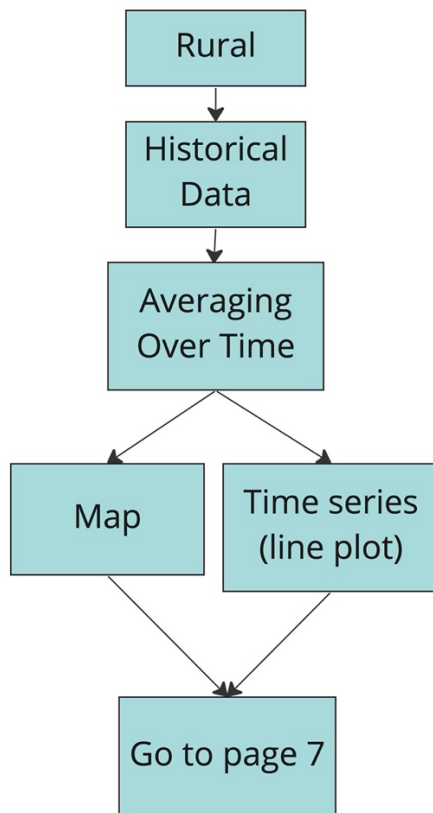 Rural
Historical
Data
Averaging
Over Time
Map
Time series
(line plot)
Go to page 7